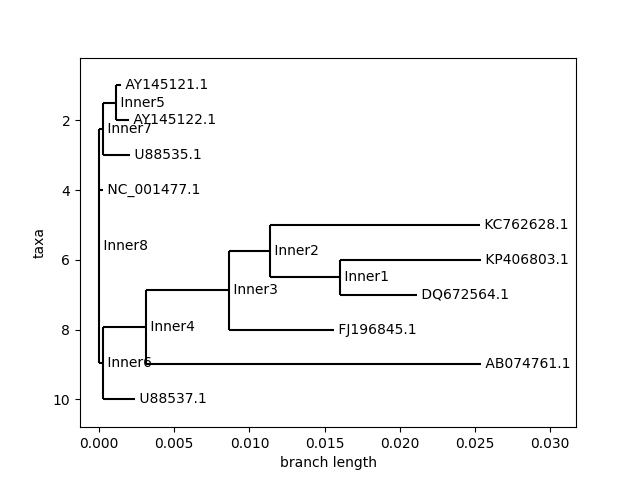 AY145121.1
Inner5
AY145122.1
2
Inner7
U88535.1
4
NC_001477.1
KC762628.1
Inner8
Inner2
taxa
6
KP406803.1
Inner1
Inner3
DQ672564.1
Inner4
8
FJ196845.1
Inner6
AB074761.1
10
U88537.1
0.000 0.005 0.010 0.015 0.020 0.025 0.030
branch length